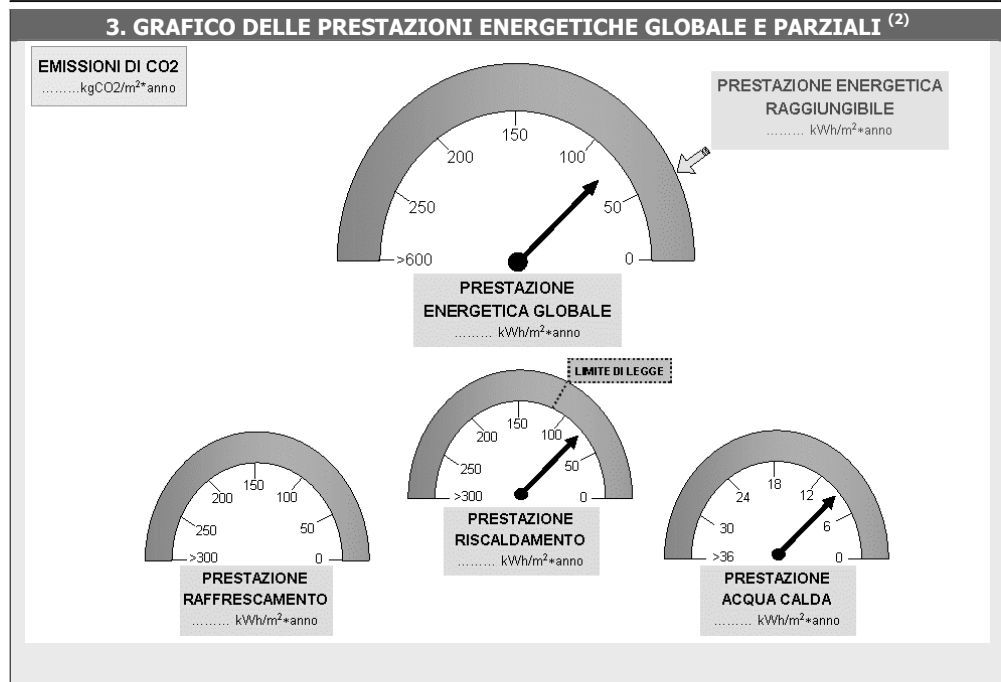 3. GRAFICO DELLE PRESTAZIONI ENERGETICHE GLOBALE E PARZIALI (2)
EMISSIONI DI CO2
.........kgCO2/m²*anno
PRESTAZIONE ENERGETICA
RAGGIUNGIBILE
......... kWh/m²*anno
150
200
100
250
50
>600
0
PRESTAZIONE
ENERGETICA GLOBALE
......... kWh/m²*anno
LIMITE DI LEGGE
150
200
100
250
50
>300
0
PRESTAZIONE
RISCALDAMENTO
......... kWh/m²*anno
150
200
100
250
50
>300
0
PRESTAZIONE
RAFFRESCAMENTO
......... kWh/m²*anno
18
24
12
30
6
>36
0
PRESTAZIONE
ACQUA CALDA
......... kWh/m²*anno